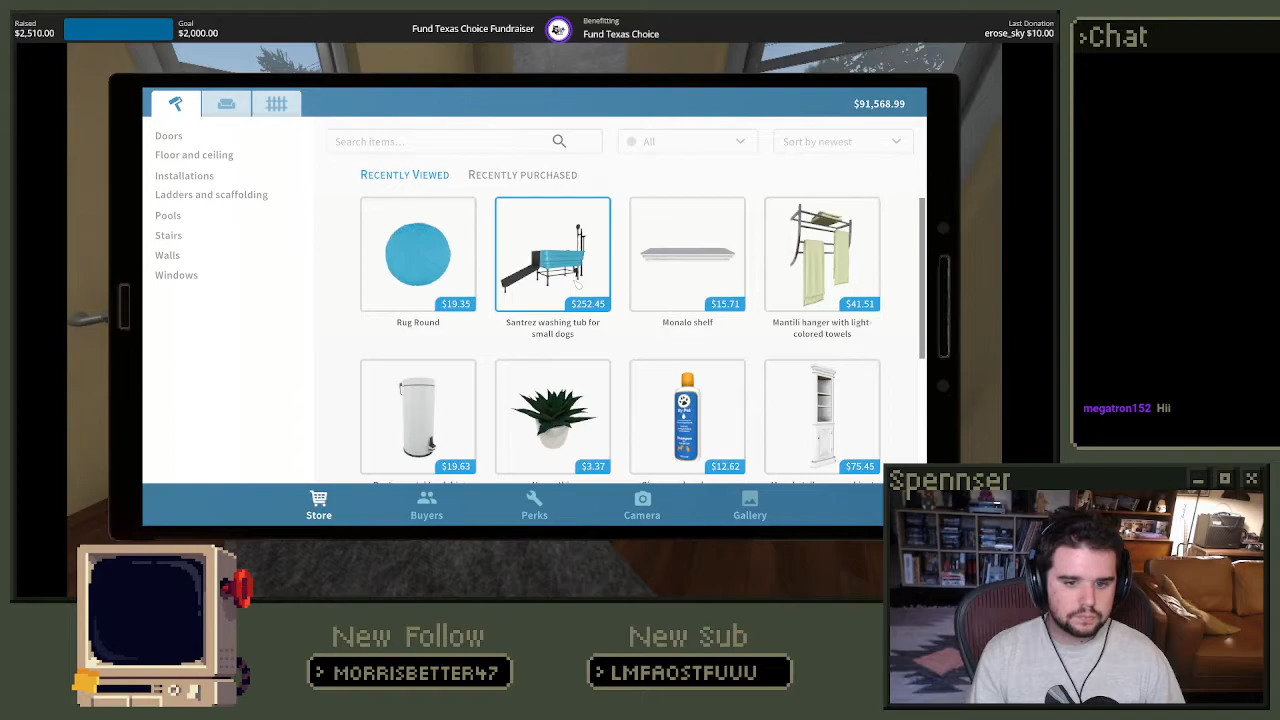 Raised
$2,510.00
Goal
$2,000.00
Fund Texas Choice Fundraiser
Benefitting
Fund Texas Choice
Last Donation
erose_sky $10.00
>Chat
$91,568.99
Doors
Floor and ceiling
Installations
Ladders and scaffolding
Pools
Stairs
Walls
Windows
Search items...
All
Sort by newest
RECENTLY VIEWED
RECENTLY PURCHASED
$19.35
$252.45
$15.71
$41.51
Rug Round
Santrez washing tub for
small dogs
Monalo shelf
Mantili hanger with light-
colored towels
$19.63
$3.37
$12.62
$75.45
Store
Buyers
Perks
Camera
Gallery
megatron152 Hii
Spennser
New Follow
> MORRISBETTER47
New Sub
> LMFAOSTFUUU